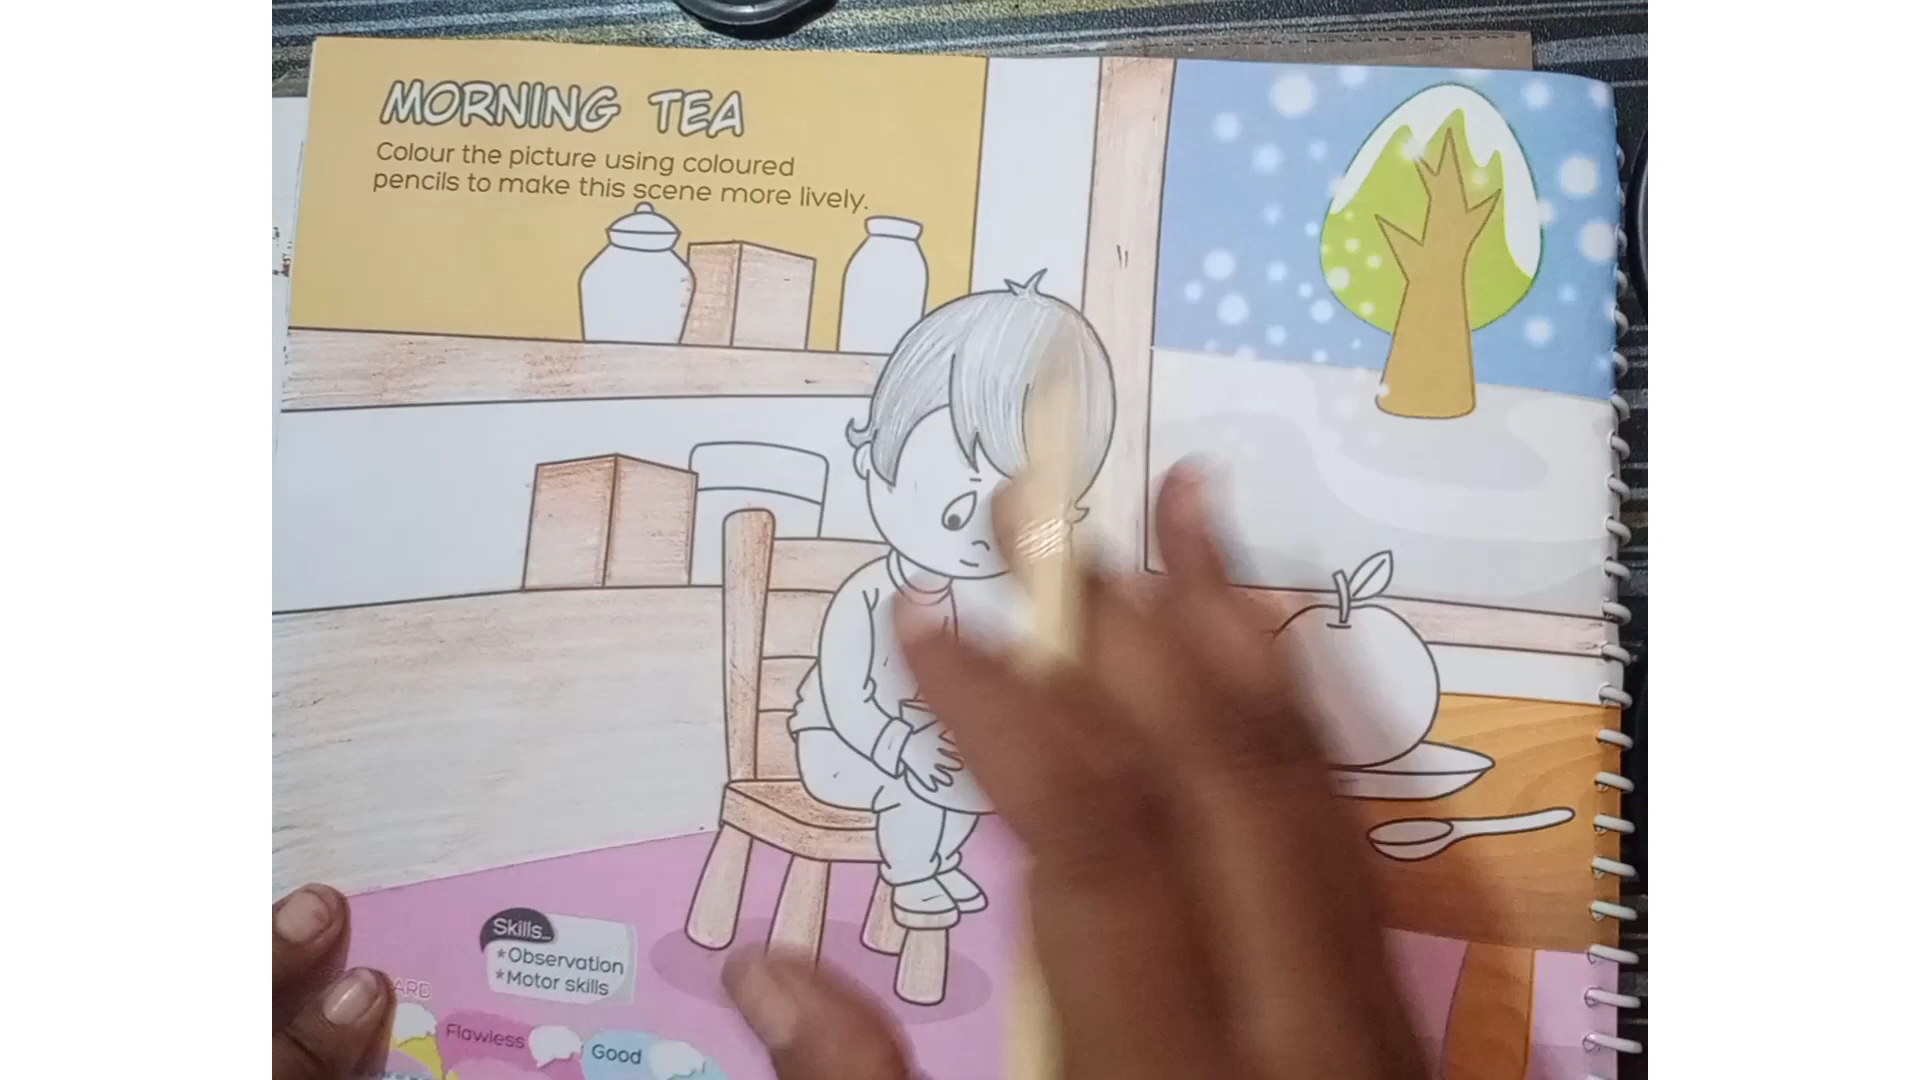 MORNING TEA
Colour the picture using coloured
pencils to make this scene more lively.
Skills...
*Observation
*Motor skills
Flawless
Good